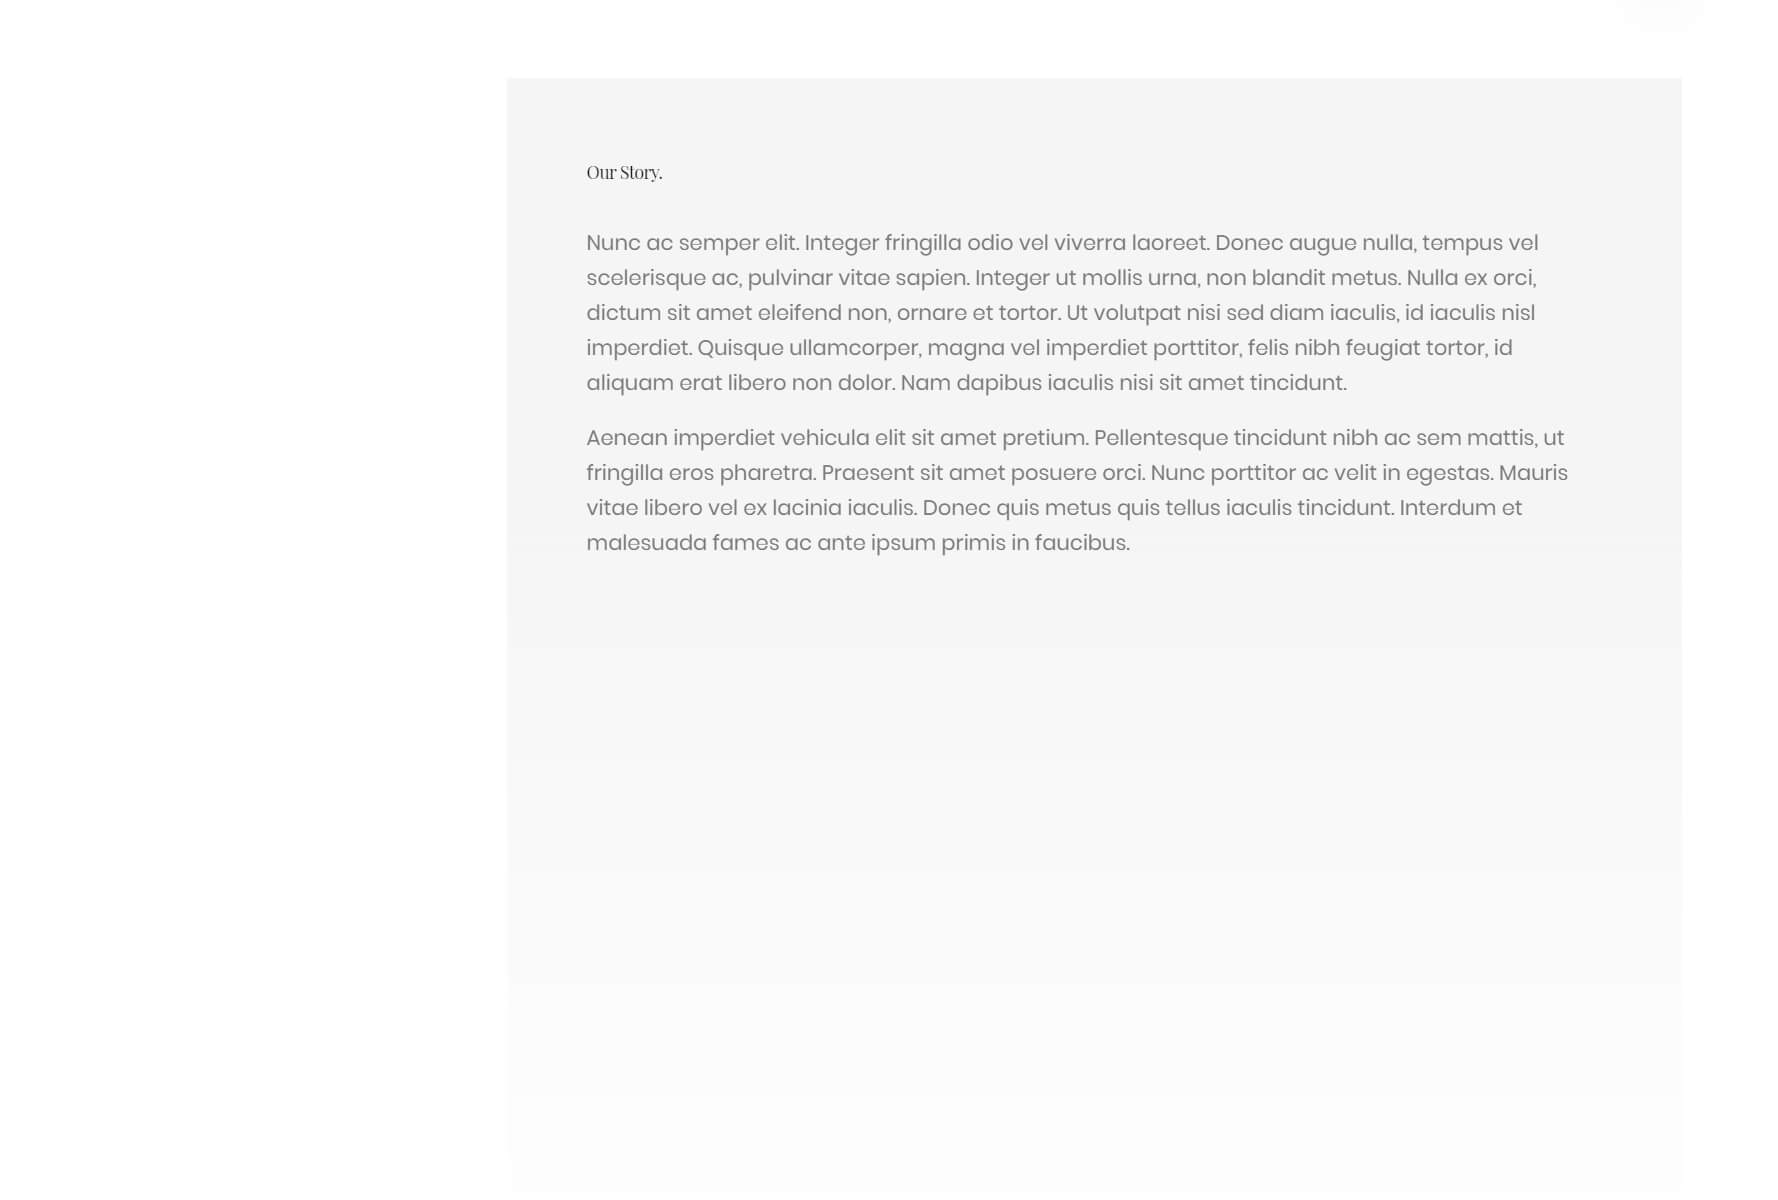 Our Story.
Nunc ac semper elit. Integer fringilla odio vel viverra laoreet. Donec augue nulla, tempus vel
scelerisque ac, pulvinar vitae sapien. Integer ut mollis urna, non blandit metus. Nulla ex orci,
dictum sit amet eleifend non, ornare et tortor. Ut volutpat nisi sed diam iaculis, id iaculis nisl
imperdiet. Quisque ullamcorper, magna vel imperdiet porttitor, felis nibh feugiat tortor, id
aliquam erat libero non dolor. Nam dapibus iaculis nisi sit amet tincidunt.
Aenean imperdiet vehicula elit sit amet pretium. Pellentesque tincidunt nibh ac sem mattis, ut
fringilla eros pharetra. Praesent sit amet posuere orci. Nunc porttitor ac velit in egestas. Mauris
vitae libero vel ex lacinia iaculis. Donec quis metus quis tellus iaculis tincidunt. Interdum et
malesuada fames ac ante ipsum primis in faucibus.